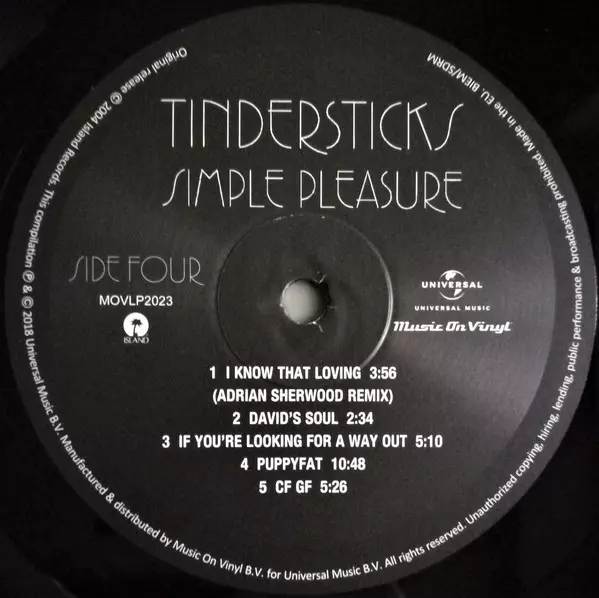 TINDERSTICKS
SIMPLE PLEASURE
SIDE FOUR
MOVLP2023
ISLAND
UNIVERSAL
UNIVERSAL MUSIC
Music On Vinyl
1 I KNOW THAT LOVING 3:56
(ADRIAN SHERWOOD REMIX)
2 DAVID'S SOUL 2:34
3 IF YOU'RE LOOKING FOR A WAY OUT 5:10
4 PUPPYFAT 10:48
5 CF GF 5:26
Original release © 2004 Island Records. This compilation ℗ & © 2018 Universal Music B.V. Manufactured & distributed by Music On Vinyl B.V. for Universal Music B.V. All rights reserved. Unauthorized copying, hiring, lending, public performance & broadcasting prohibited. Made in the EU. BIEM/SDRM